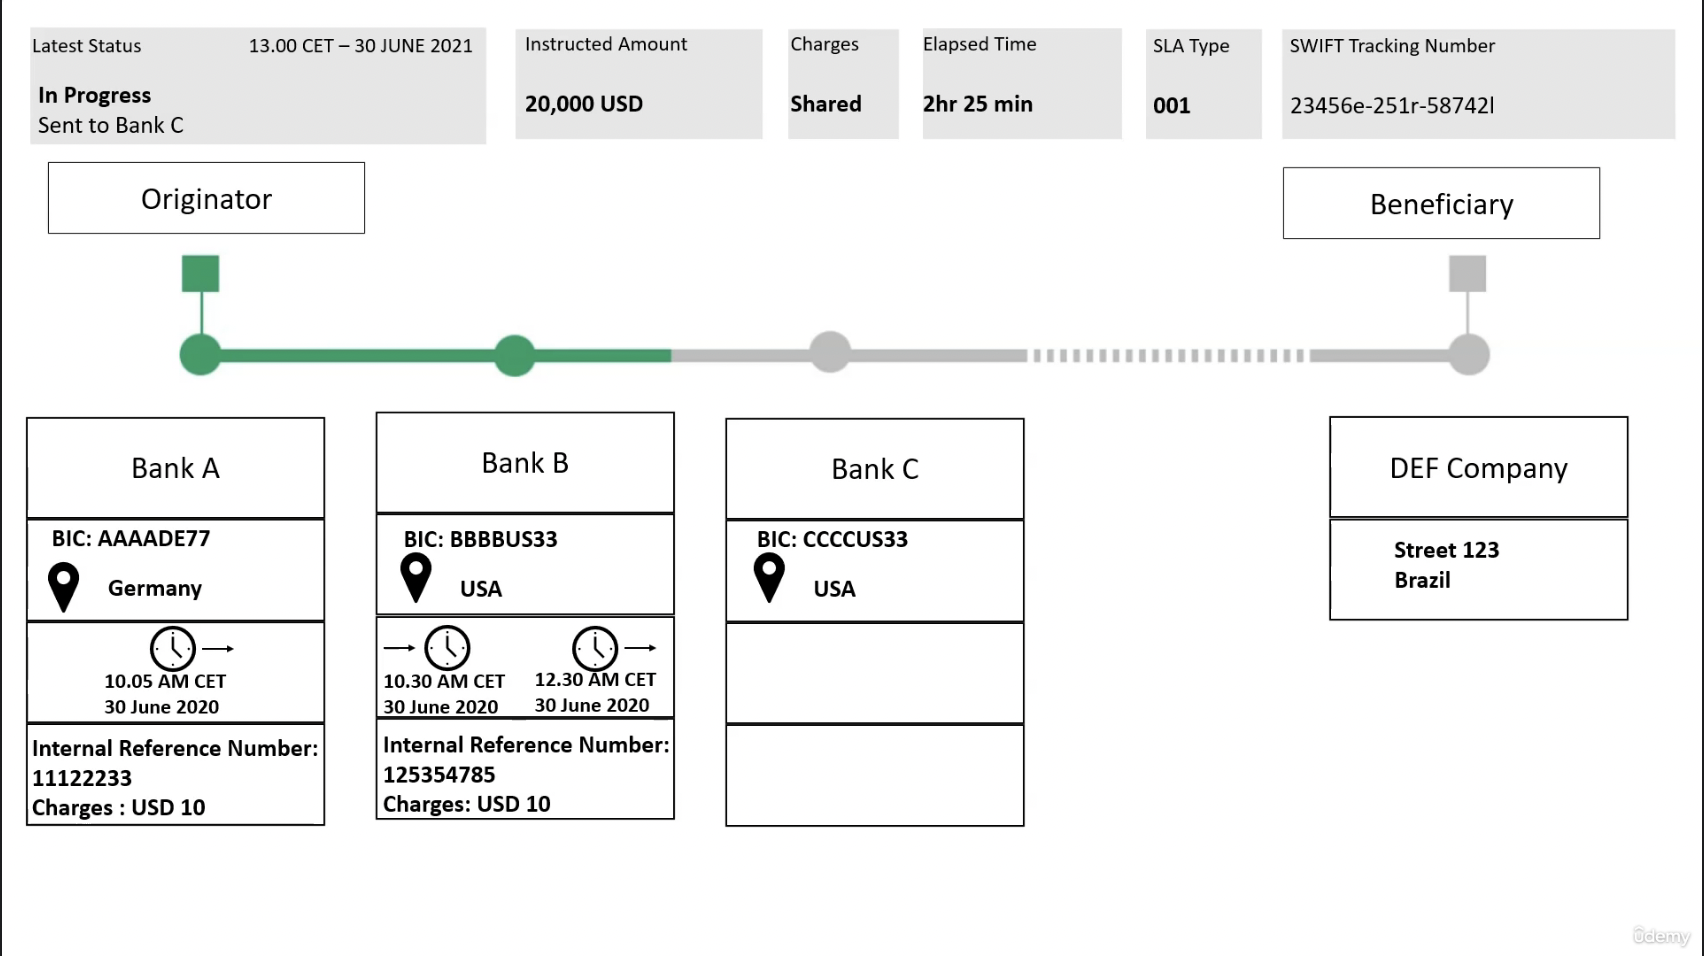 Latest Status
13.00 CET – 30 JUNE 2021
In Progress
Sent to Bank C
Instructed Amount
20,000 USD
Charges
Shared
Elapsed Time
2hr 25 min
SLA Type
001
SWIFT Tracking Number
23456e-251r-58742l
Originator
Beneficiary
Bank A
BIC: AAAADE77
Germany
10.05 AM CET
30 June 2020
Internal Reference Number:
11122233
Charges : USD 10
Bank B
BIC: BBBBUS33
USA
10.30 AM CET
30 June 2020
12.30 AM CET
30 June 2020
Internal Reference Number:
125354785
Charges: USD 10
Bank C
BIC: CCCCUS33
USA
DEF Company
Street 123
Brazil
ûdemy